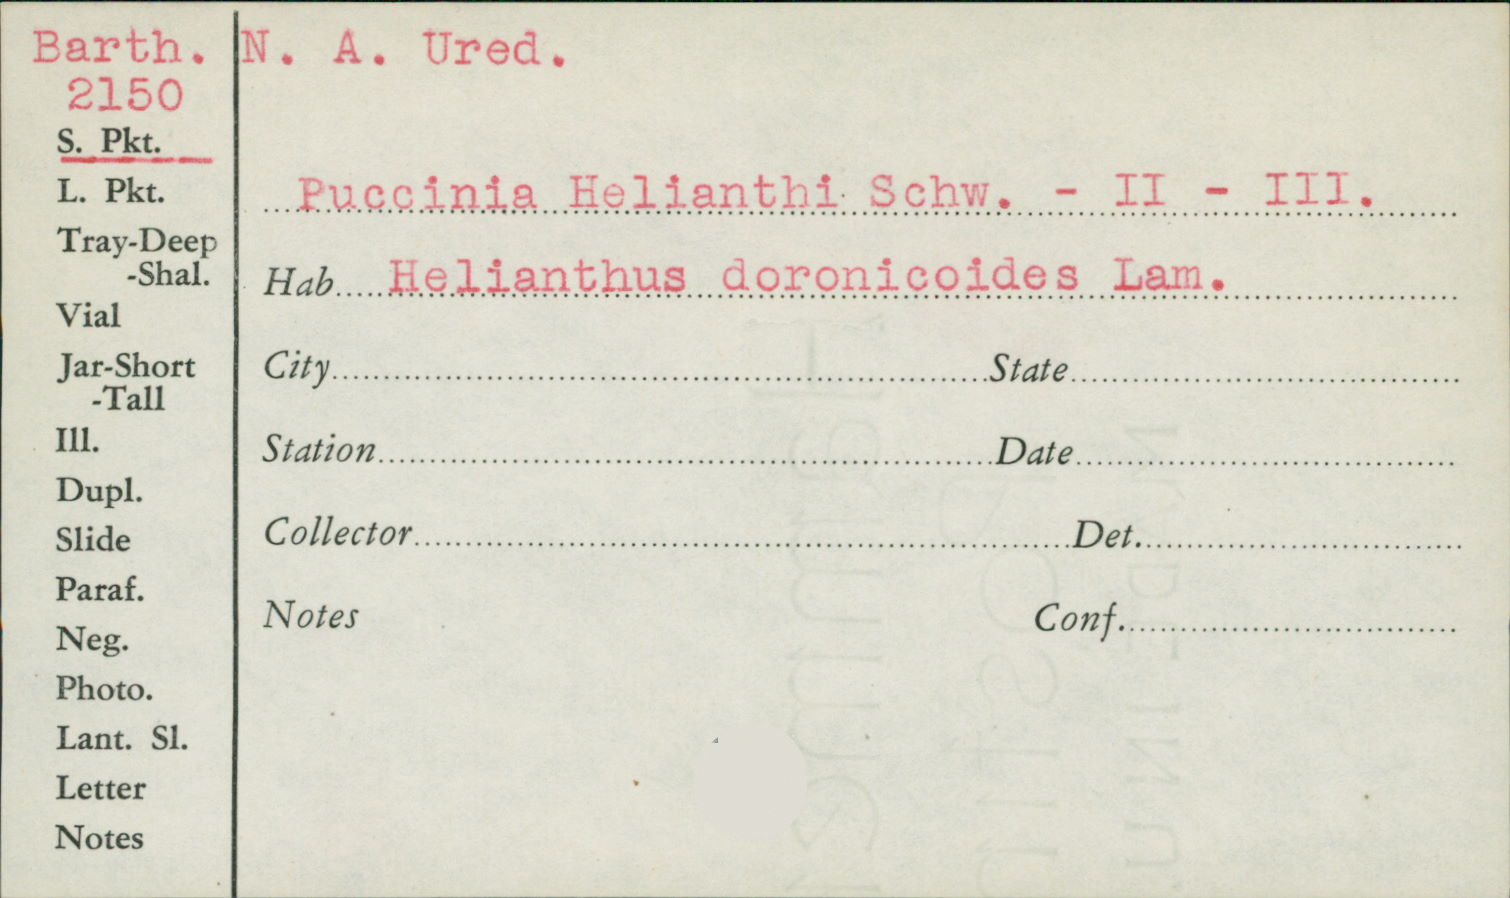 Barth. N. A. Ured.
2150
S. Pkt.
L. Pkt.
Tray-Deep
-Shal.
Vial
Jar-Short
-Tall
Ill.
Dupl.
Slide
Paraf.
Neg.
Photo.
Lant. Sl.
Letter
Notes
Puccinia Helianthi Schw. - II - III.
Hab. Helianthus doronicoides Lam.
City State
Station Date
Collector Det.
Notes Conf.